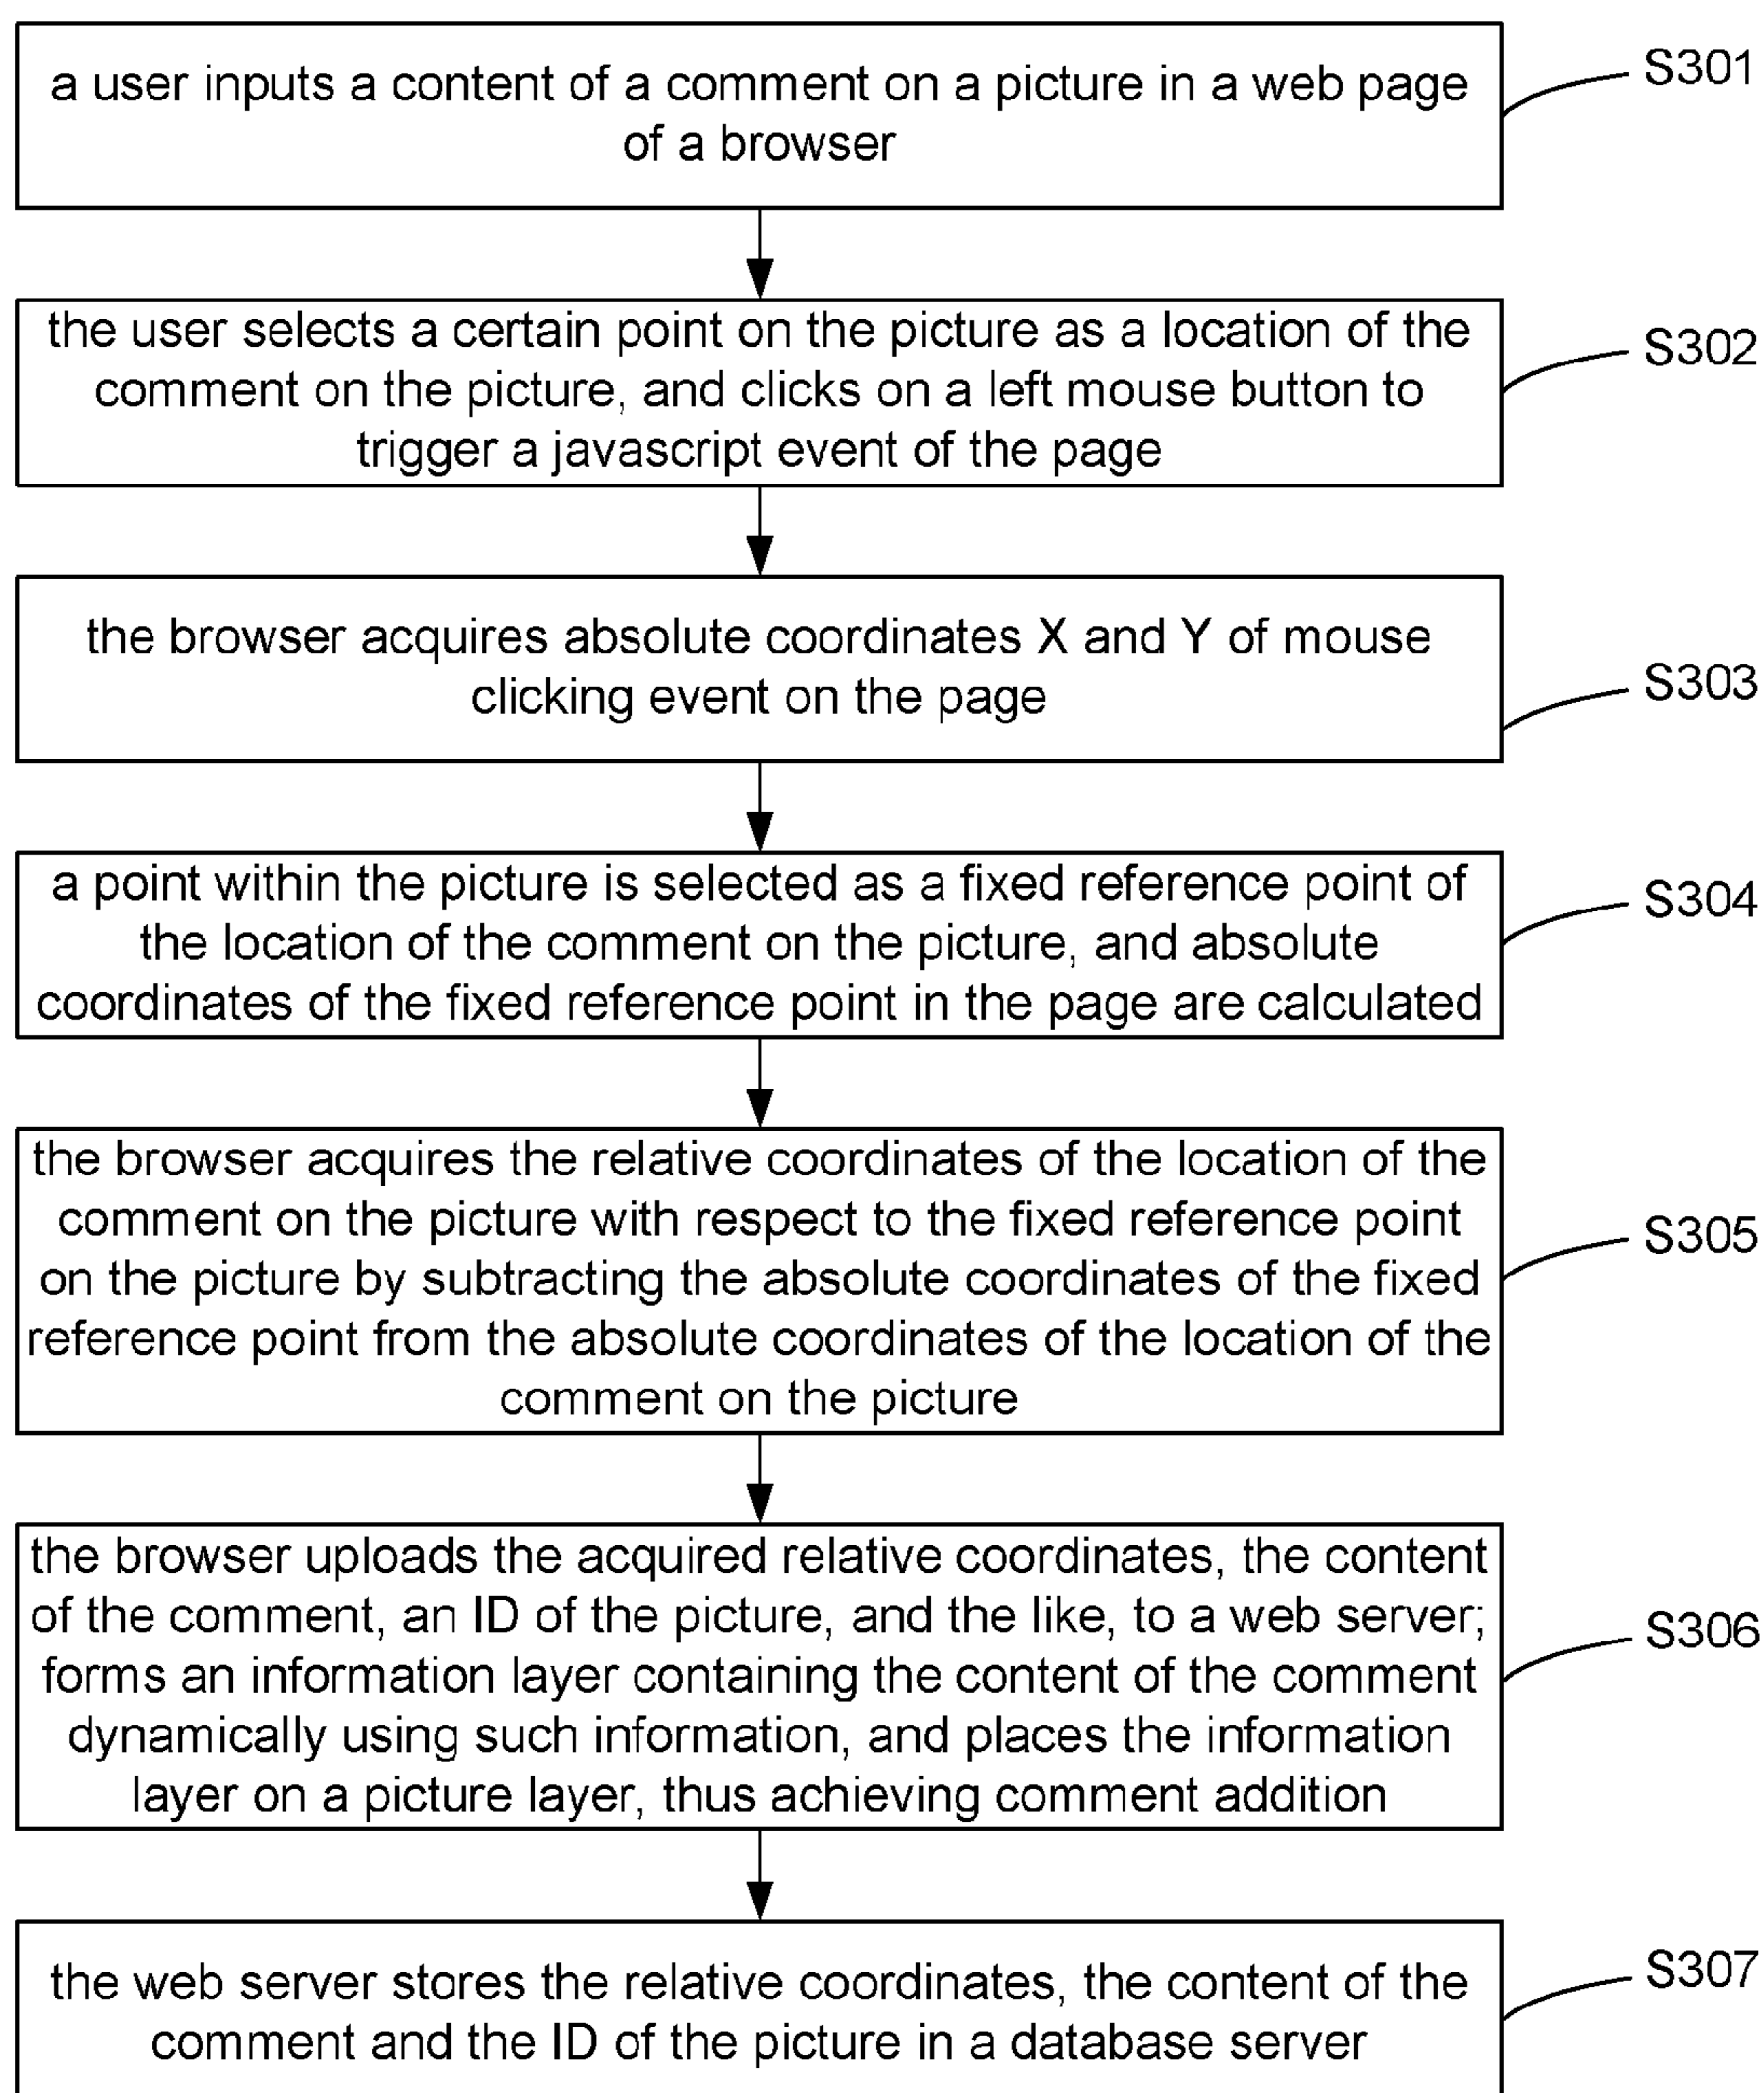 a user inputs a content of a comment on a picture in a web page
of a browser
S301
the user selects a certain point on the picture as a location of the
comment on the picture, and clicks on a left mouse button to
trigger a javascript event of the page
S302
the browser acquires absolute coordinates X and Y of mouse
clicking event on the page
S303
a point within the picture is selected as a fixed reference point of
the location of the comment on the picture, and absolute
coordinates of the fixed reference point in the page are calculated
S304
the browser acquires the relative coordinates of the location of the
comment on the picture with respect to the fixed reference point
on the picture by subtracting the absolute coordinates of the fixed
reference point from the absolute coordinates of the location of the
comment on the picture
S305
the browser uploads the acquired relative coordinates, the content
of the comment, an ID of the picture, and the like, to a web server;
forms an information layer containing the content of the comment
dynamically using such information, and places the information
layer on a picture layer, thus achieving comment addition
S306
the web server stores the relative coordinates, the content of the
comment and the ID of the picture in a database server
S307